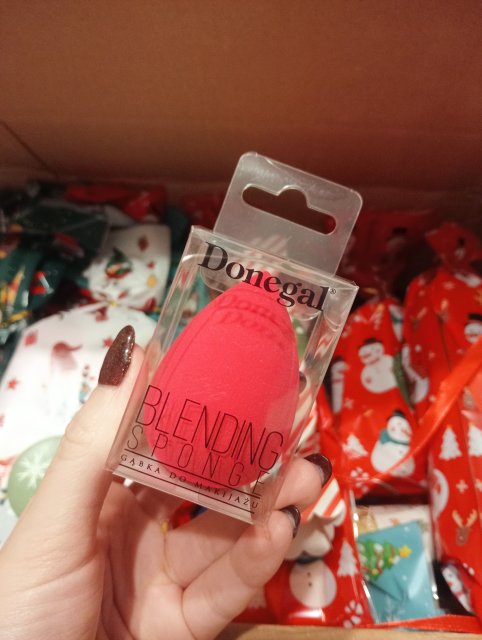 Donegal®
BLENDING
SPONGE
GĄBKA DO MAKIJAŻU